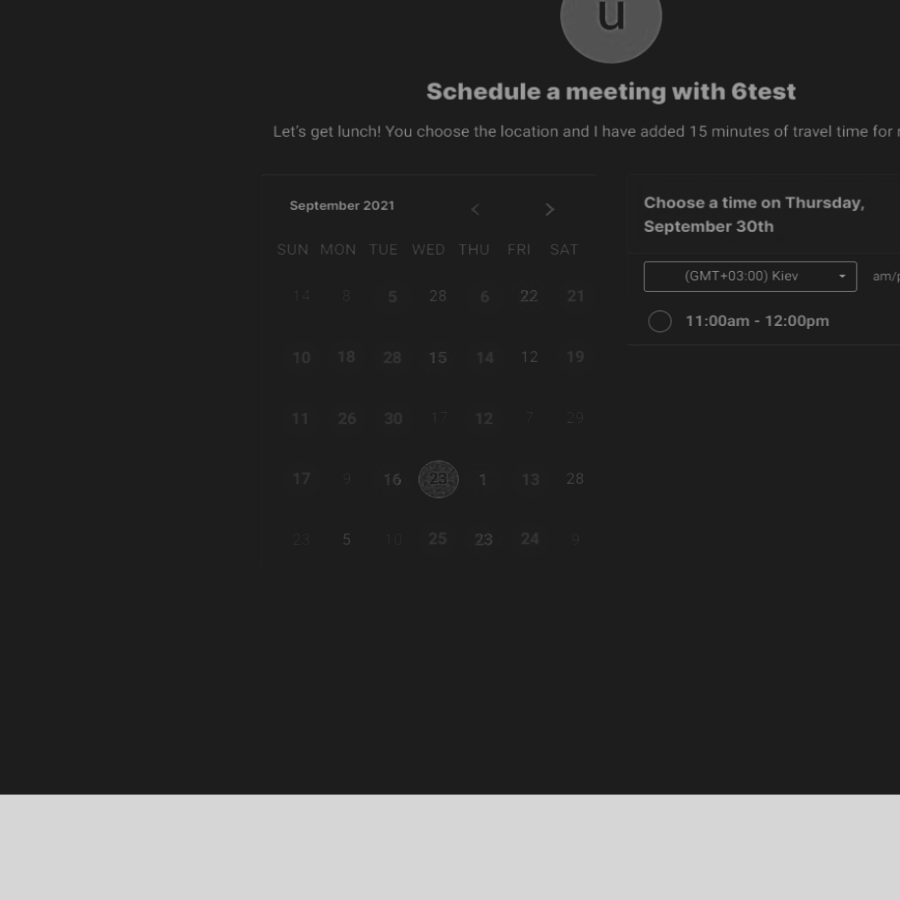 u
Schedule a meeting with 6test
Let's get lunch! You choose the location and I have added 15 minutes of travel time for
September 2021 < >
SUN MON TUE WED THU FRI SAT
14 8 5 28 6 22 21
10 18 28 15 14 12 19
11 26 30 17 12 7 29
17 9 16 23 1 13 28
23 5 10 25 23 24 9
Choose a time on Thursday,
September 30th
(GMT+03:00) Kiev am/p
11:00am - 12:00pm